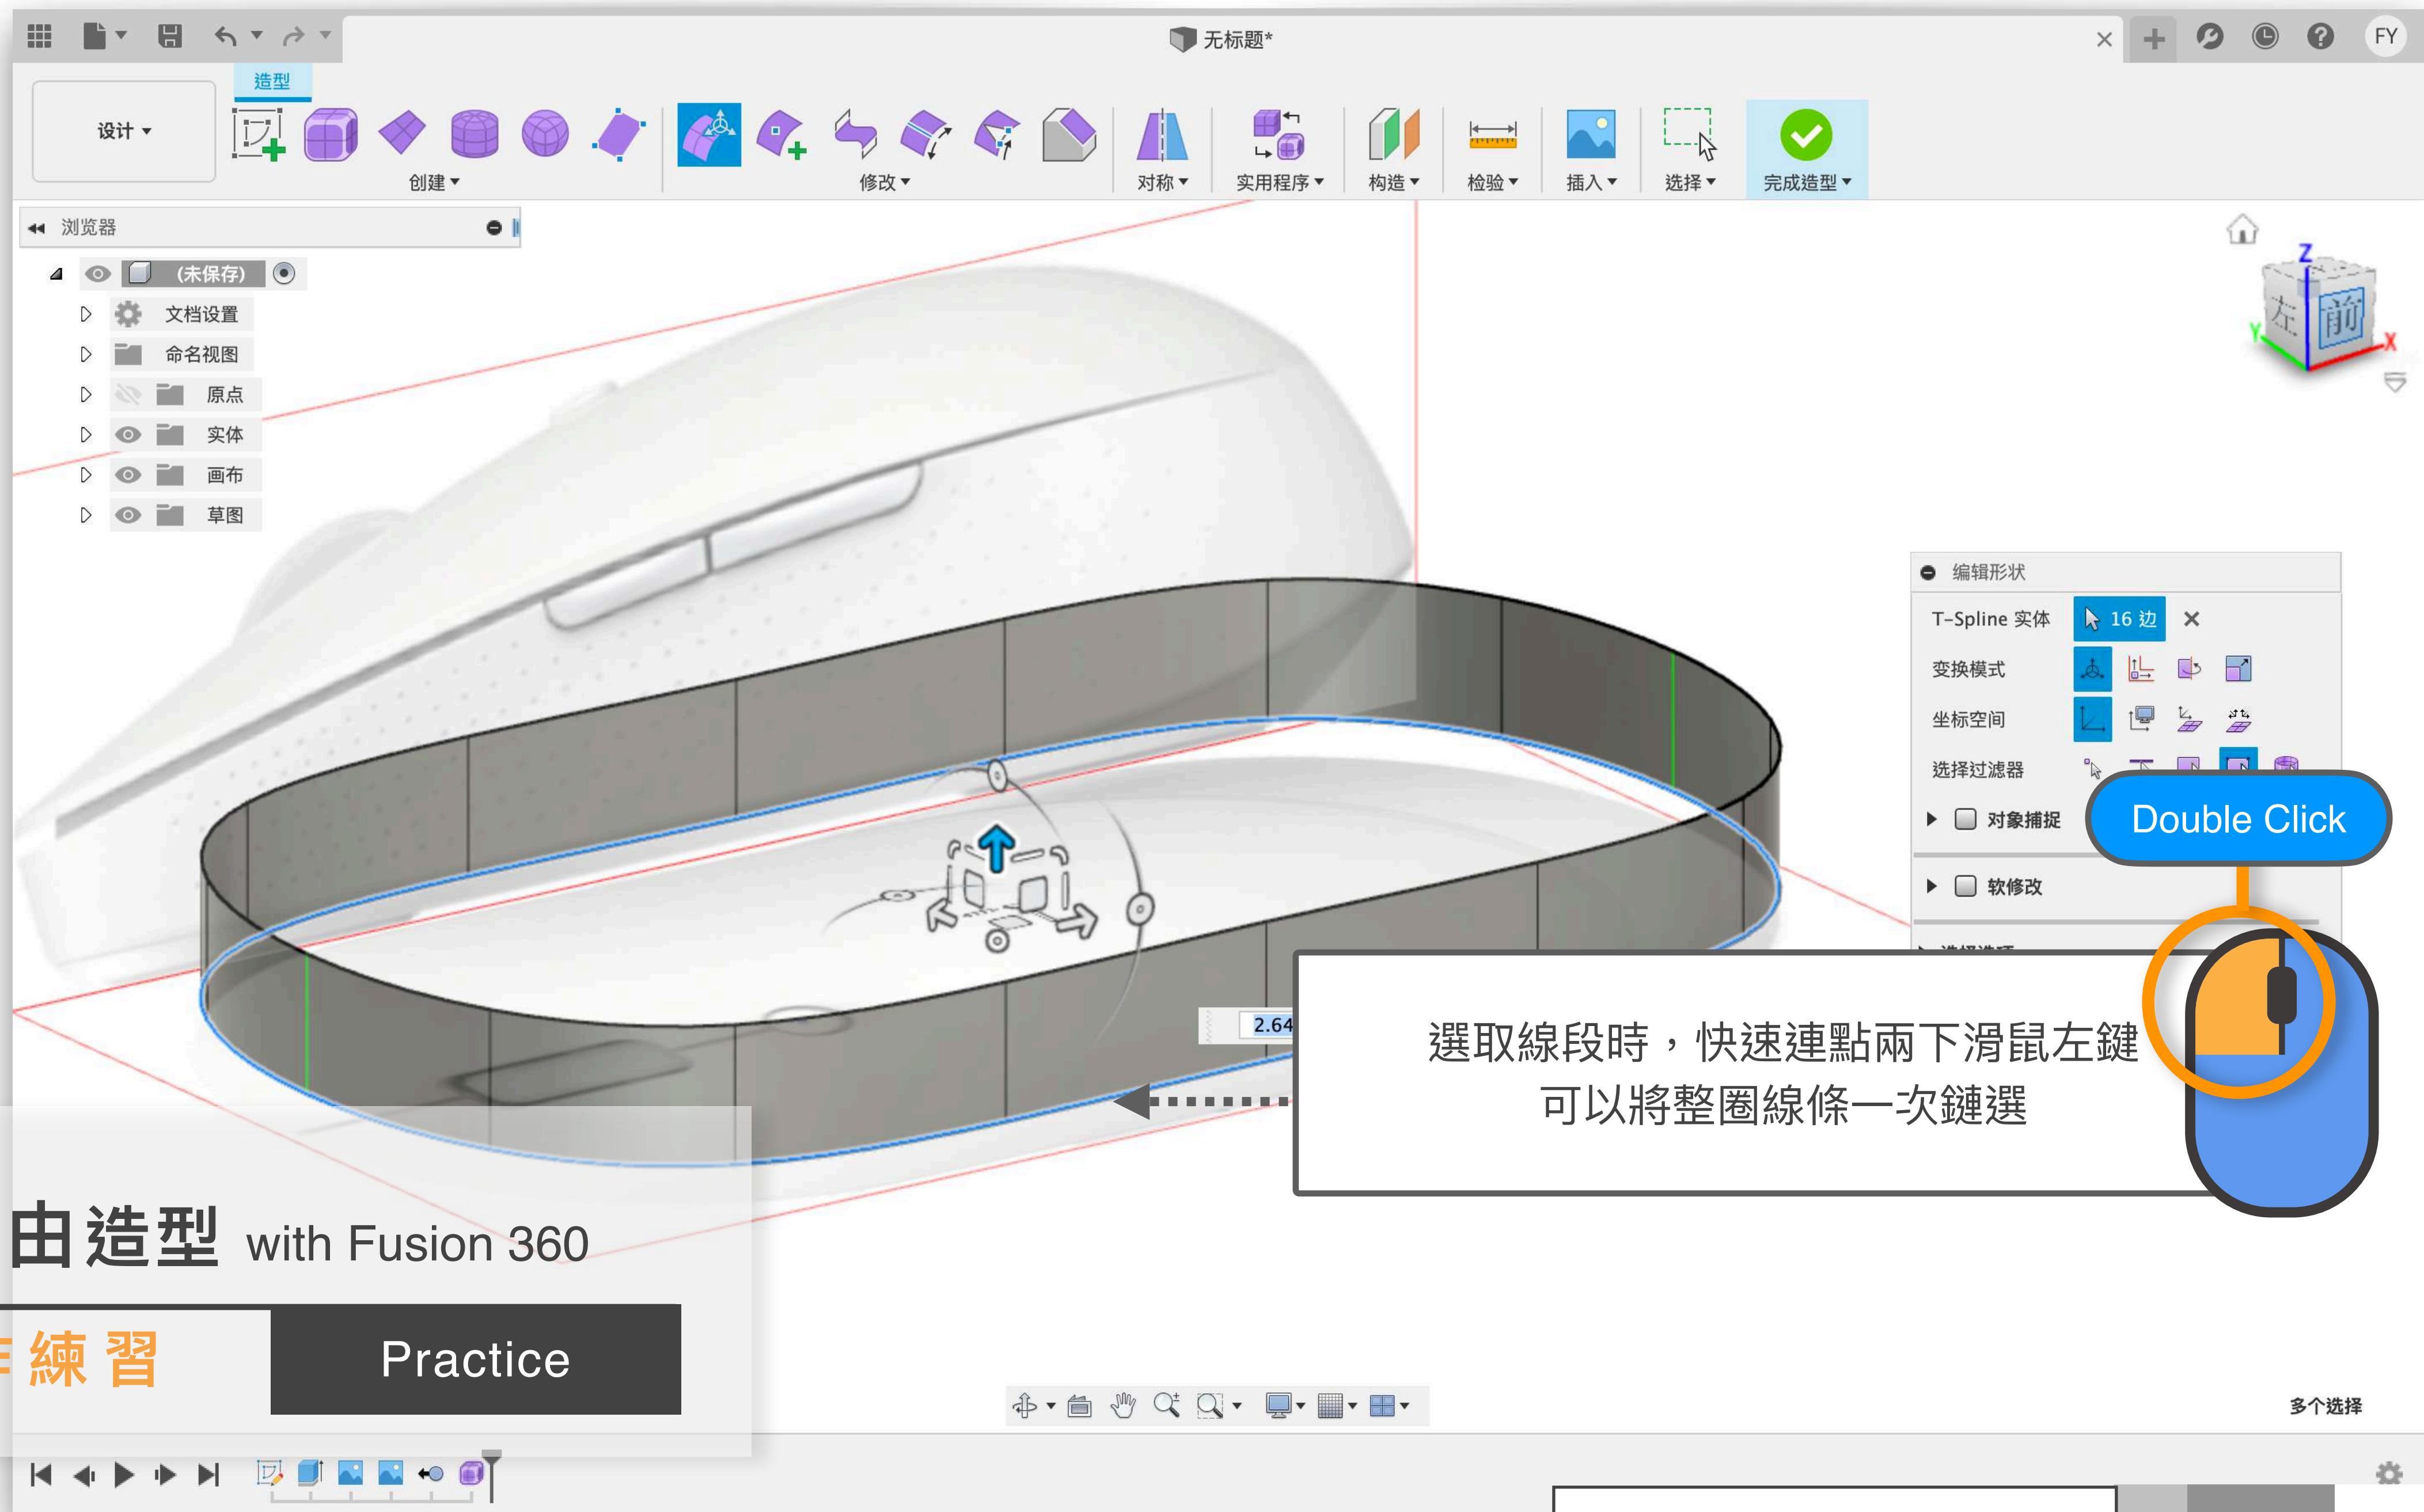 无标题*
FY
造型
设计
创建
修改
对称
实用程序
构造
检验
插入
选择
完成造型
浏览器
(未保存)
文档设置
命名视图
原点
实体
画布
草图
Z
左
前
Y
X
编辑形状
T-Spline 实体
16 边
变换模式
坐标空间
选择过滤器
对象捕捉
Double Click
软修改
2.64
選取線段時，快速連點兩下滑鼠左鍵
可以將整圈線條一次鏈選
由造型 with Fusion 360
練習
Practice
多个选择